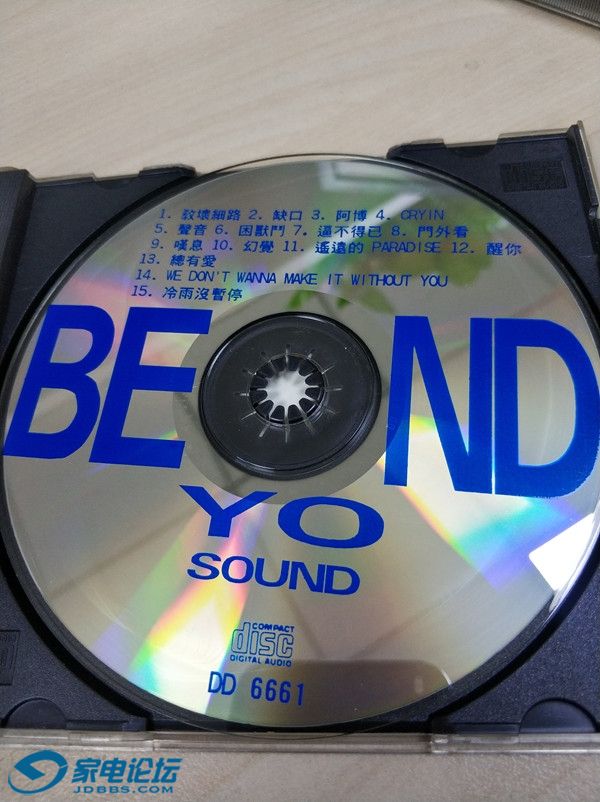 1. 教壞細路 2. 缺口 3. 阿博 4. CRYIN
5. 聲音 6. 困獸鬥 7. 逼不得已 8. 門外看
9. 嘆息 10. 幻覺 11. 遙遠的 PARADISE 12. 醒你
13. 總有愛
14. WE DON'T WANNA MAKE IT WITHOUT YOU
15. 冷雨沒暫停
BE ND
YO
SOUND
COMPACT
disc
DIGITAL AUDIO
DD 6661
家电论坛
JDBBS.COM